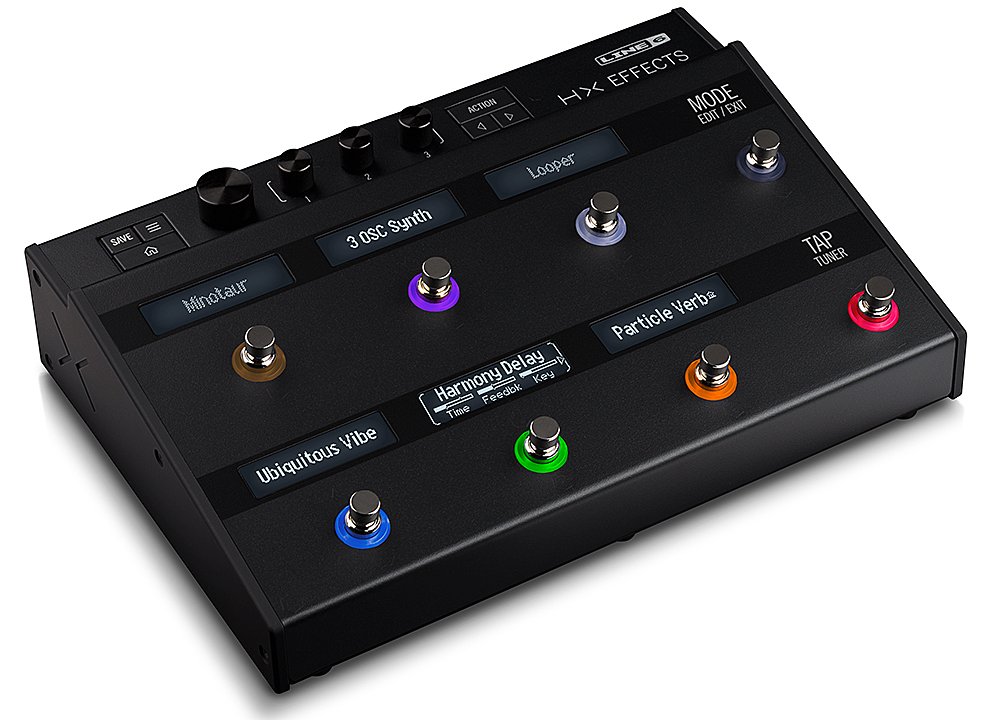 LINE 6
HX EFFECTS
ACTION
1
2
3
SAVE
MODE
EDIT / EXIT
Minotaur
3 OSC Synth
Looper
TAP
TUNER
Ubiquitous Vibe
Harmony Delay
Time Feedbk Key
Particle Verb